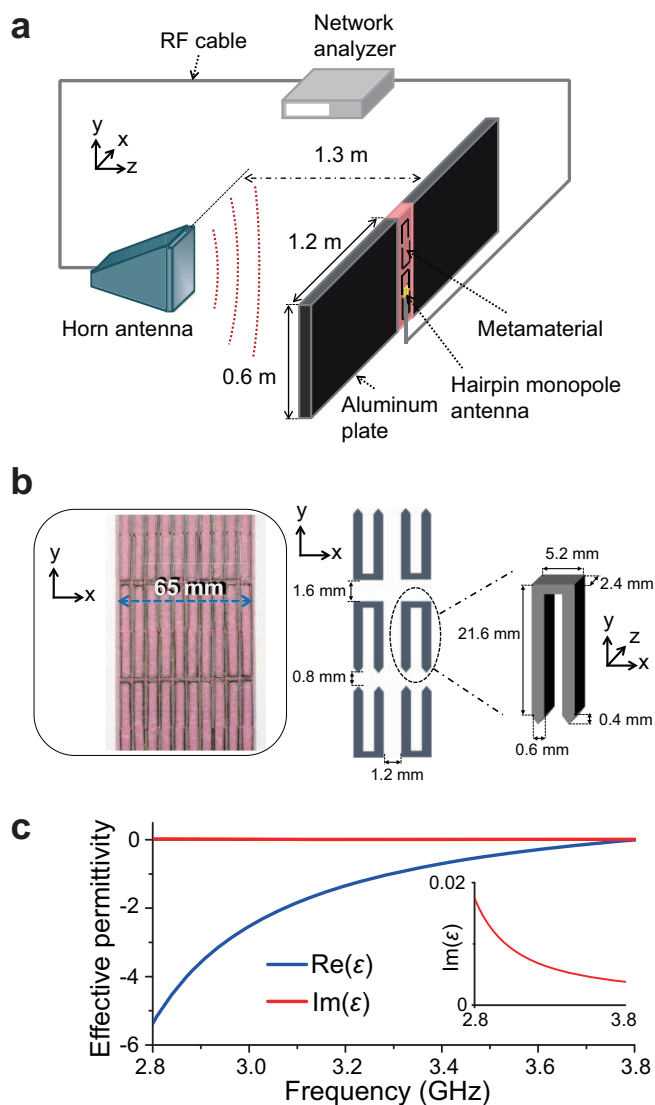 a
Network
analyzer
RF cable
y
x
z
1.3 m
1.2 m
Horn antenna
Metamaterial
0.6 m
Hairpin monopole
antenna
Aluminum
plate
b
y
x
65 mm
y
x
1.6 mm
0.8 mm
1.2 mm
5.2 mm
2.4 mm
21.6 mm
y
z
x
0.4 mm
0.6 mm
c
Effective permittivity
0
-2
-4
-6
2.8
3.0
3.2
3.4
3.6
3.8
Frequency (GHz)
Re(ε)
Im(ε)
Im(ε)
0.02
0
2.8
3.8